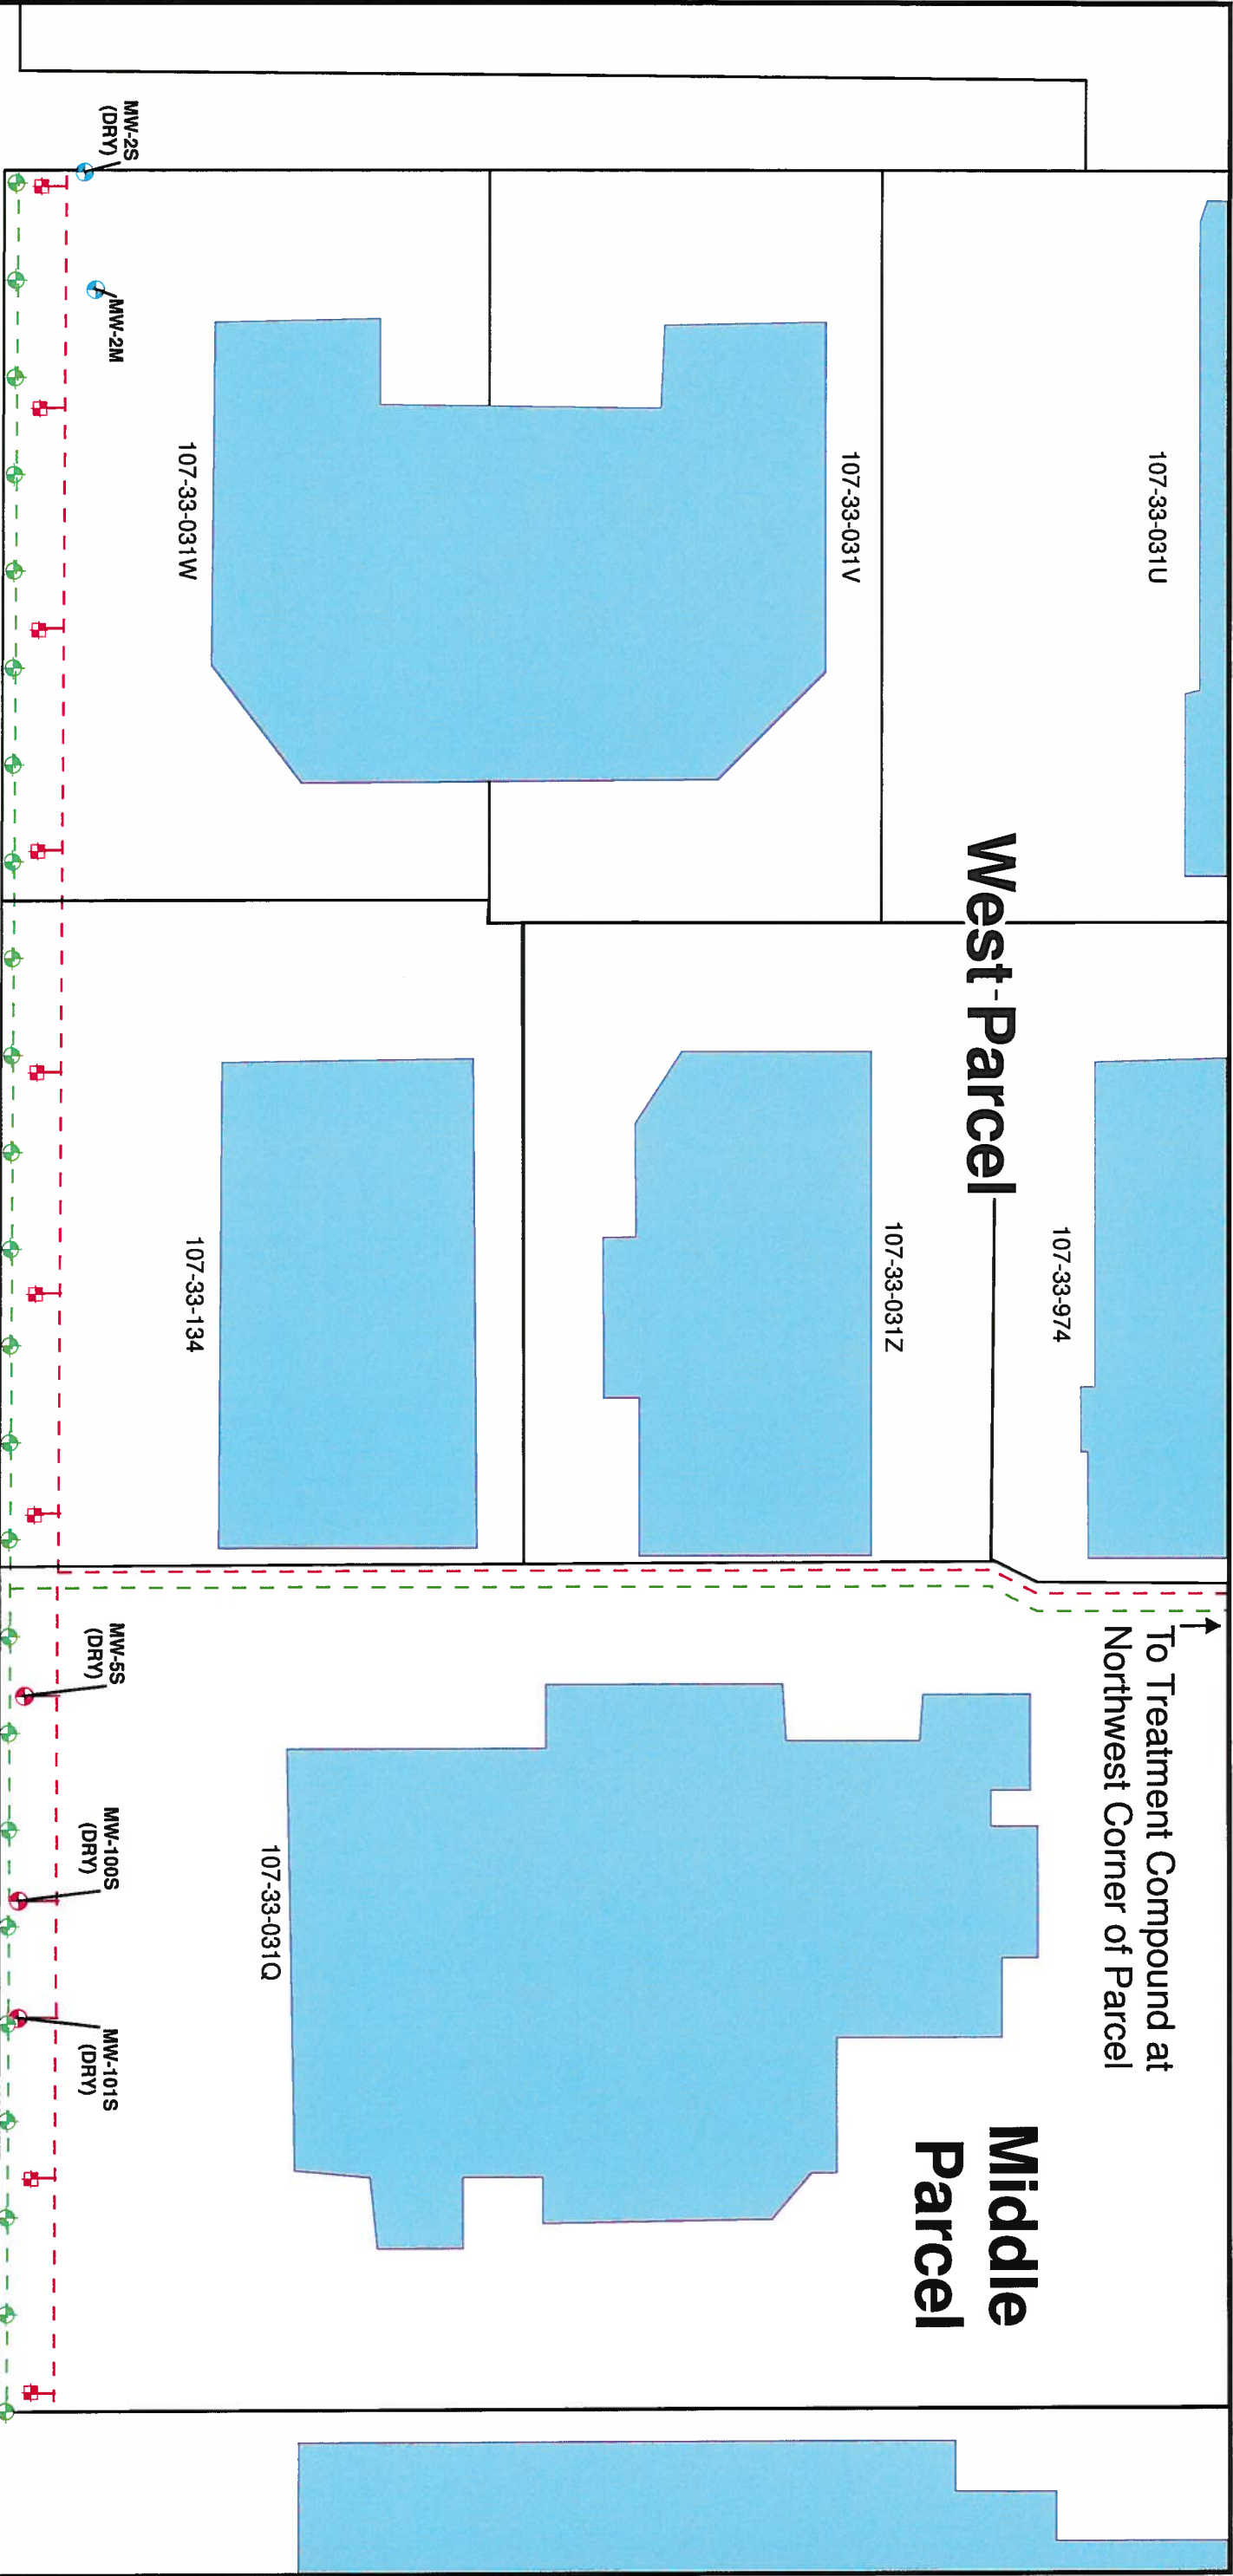 107-33-031U
107-33-974
To Treatment Compound at
Northwest Corner of Parcel
West Parcel
Middle
Parcel
107-33-031V
107-33-031Z
107-33-031W
107-33-134
107-33-031Q
MW-2S
(DRY)
MW-2M
MW-5S
(DRY)
MW-100S
(DRY)
MW-101S
(DRY)